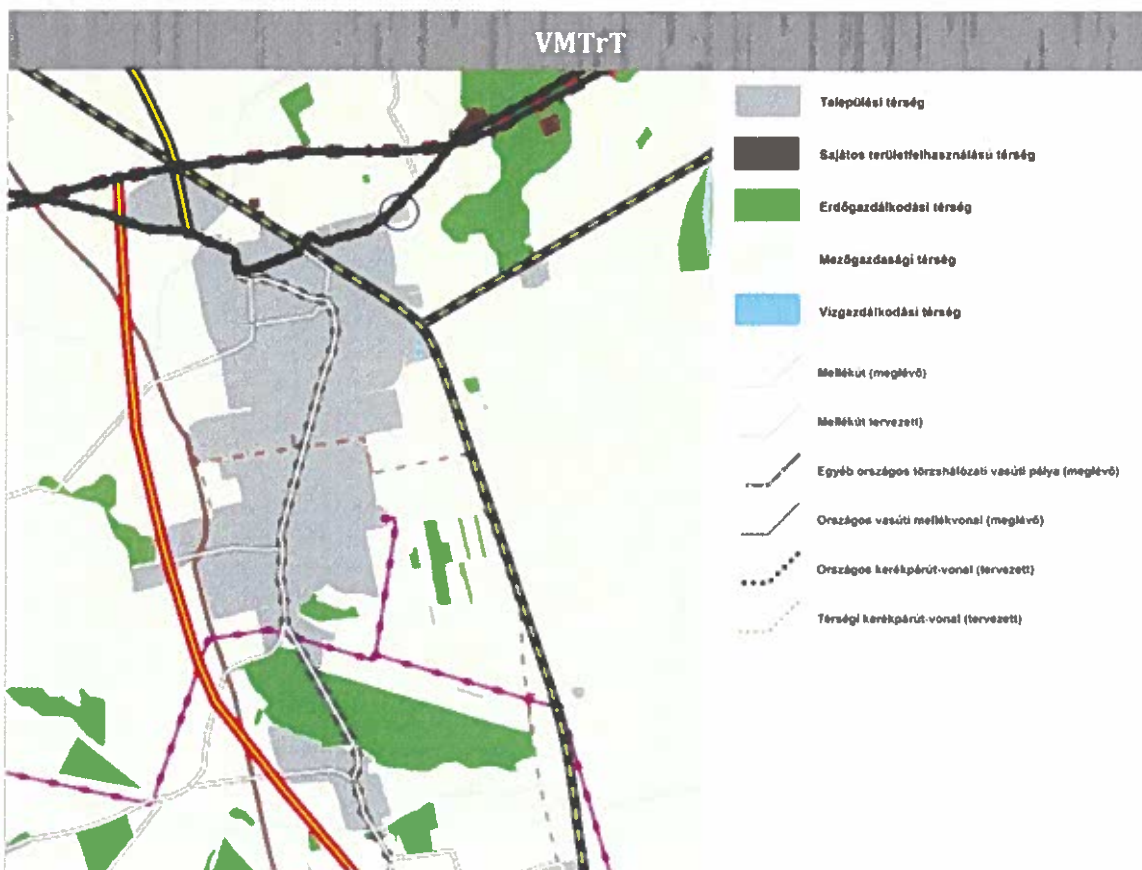 VMTrT
Települési térség
Sajátos területfelhasználású térség
Erdőgazdálkodási térség
Mezőgazdasági térség
Vízgazdálkodási térség
Mellékút (meglévő)
Mellékút tervezett)
Egyéb országos törzshálózati vasúti pálya (meglévő)
Országos vasúti mellékvonal (meglévő)
Országos kerékpárút-vonal (tervezett)
Térségi kerékpárút-vonal (tervezett)